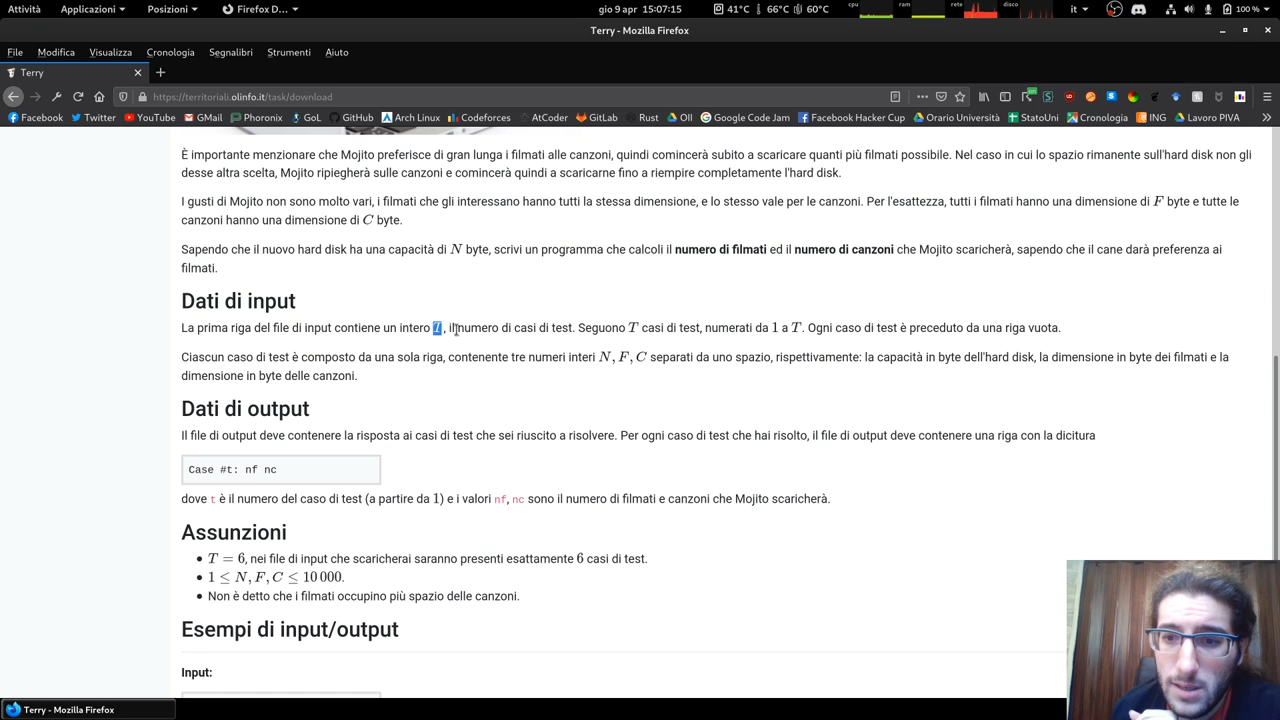 Attività Applicazioni Posizioni Firefox D... gio 9 apr 15:07:15 41°C 66°C 60°C cpu ram rete disco it 100 %
Terry - Mozilla Firefox
File Modifica Visualizza Cronologia Segnalibri Strumenti Aiuto
Terry
https://territoriali.olinfo.it/task/download
Facebook Twitter YouTube GMail Phoronix GoL GitHub Arch Linux Codeforces AtCoder GitLab Rust OII Google Code Jam Facebook Hacker Cup Orario Università StatoUni Cronologia ING Lavoro PIVA
È importante menzionare che Mojito preferisce di gran lunga i filmati alle canzoni, quindi comincerà subito a scaricare quanti più filmati possibile. Nel caso in cui lo spazio rimanente sull'hard disk non gli
desse altra scelta, Mojito ripiegherà sulle canzoni e comincerà quindi a scaricarne fino a riempire completamente l'hard disk.
I gusti di Mojito non sono molto vari, i filmati che gli interessano hanno tutti la stessa dimensione, e lo stesso vale per le canzoni. Per l'esattezza, tutti i filmati hanno una dimensione di F byte e tutte le
canzoni hanno una dimensione di C byte.
Sapendo che il nuovo hard disk ha una capacità di N byte, scrivi un programma che calcoli il numero di filmati ed il numero di canzoni che Mojito scaricherà, sapendo che il cane darà preferenza ai
filmati.
Dati di input
La prima riga del file di input contiene un intero T, il numero di casi di test. Seguono T casi di test, numerati da 1 a T. Ogni caso di test è preceduto da una riga vuota.
Ciascun caso di test è composto da una sola riga, contenente tre numeri interi N, F, C separati da uno spazio, rispettivamente: la capacità in byte dell'hard disk, la dimensione in byte dei filmati e la
dimensione in byte delle canzoni.
Dati di output
Il file di output deve contenere la risposta ai casi di test che sei riuscito a risolvere. Per ogni caso di test che hai risolto, il file di output deve contenere una riga con la dicitura
Case #t: nf nc
dove t è il numero del caso di test (a partire da 1) e i valori nf, nc sono il numero di filmati e canzoni che Mojito scaricherà.
Assunzioni
• T = 6, nei file di input che scaricherai saranno presenti esattamente 6 casi di test.
• 1 ≤ N, F, C ≤ 10 000.
• Non è detto che i filmati occupino più spazio delle canzoni.
Esempi di input/output
Input:
Terry - Mozilla Firefox